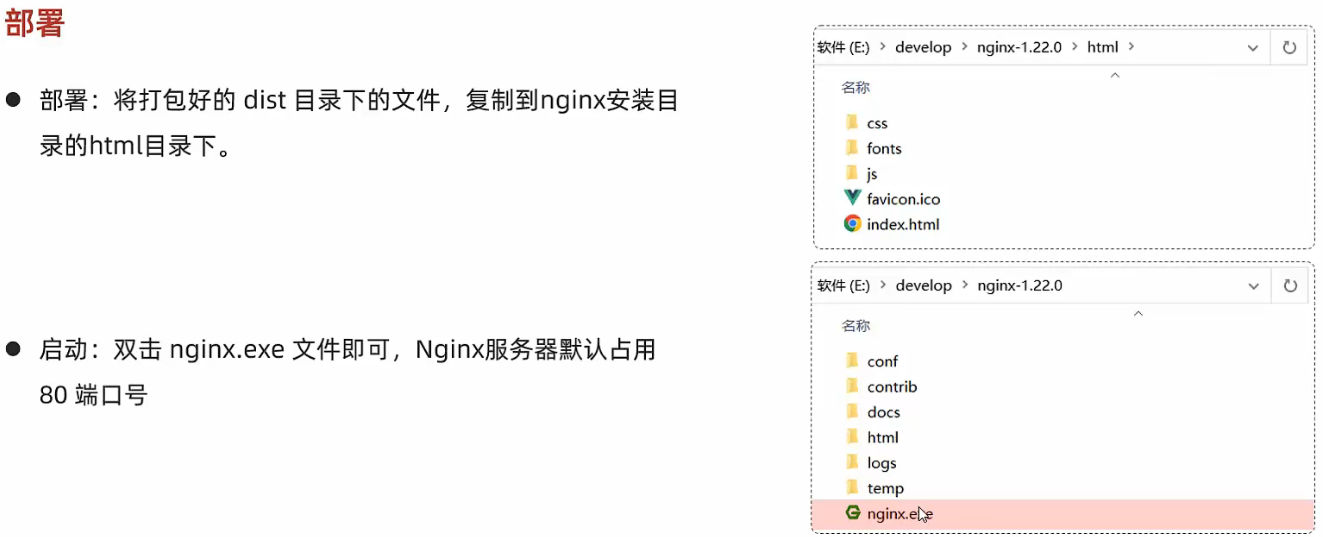 部署
● 部署：将打包好的 dist 目录下的文件，复制到nginx安装目
录的html目录下。
● 启动：双击 nginx.exe 文件即可，Nginx服务器默认占用
80 端口号
软件 (E:) > develop > nginx-1.22.0 > html >
名称
css
fonts
js
favicon.ico
index.html
软件 (E:) > develop > nginx-1.22.0
名称
conf
contrib
docs
html
logs
temp
nginx.exe